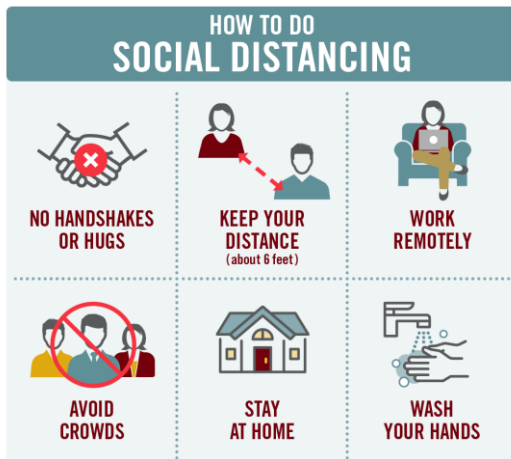 HOW TO DO
SOCIAL DISTANCING
NO HANDSHAKES
OR HUGS
KEEP YOUR
DISTANCE
(about 6 feet)
WORK
REMOTELY
AVOID
CROWDS
STAY
AT HOME
WASH
YOUR HANDS